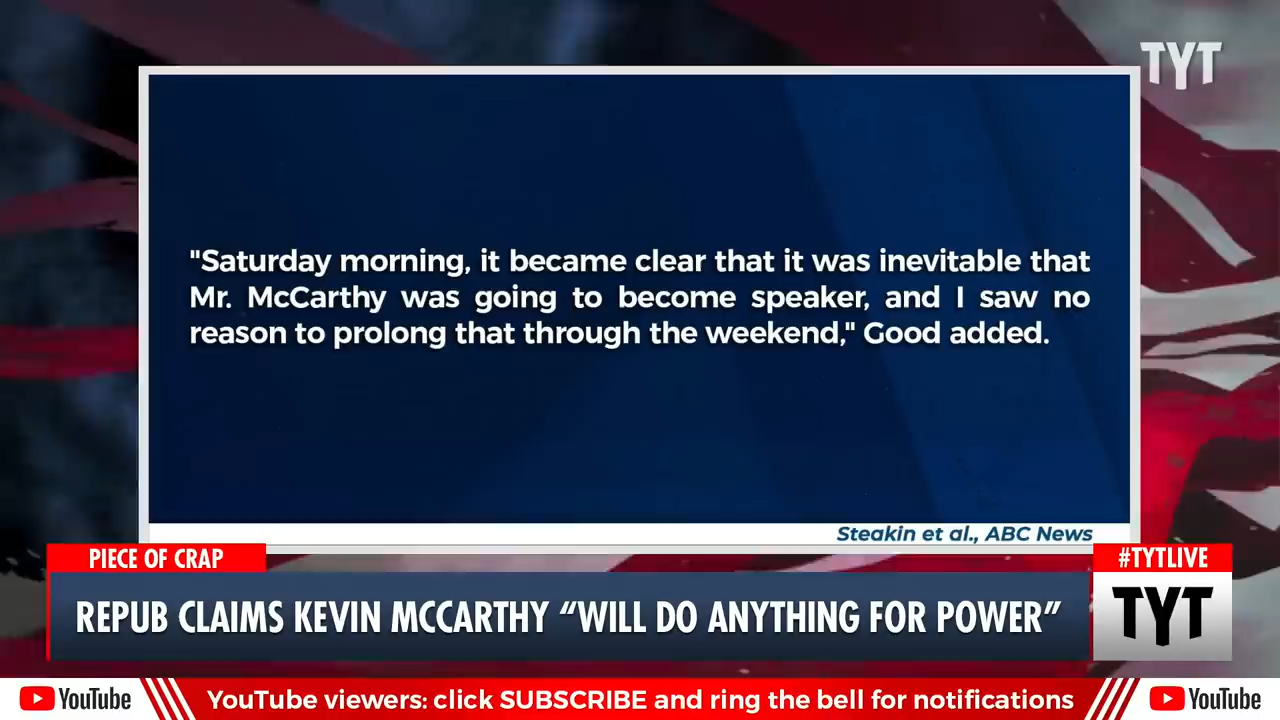 TYT
"Saturday morning, it became clear that it was inevitable that
Mr. McCarthy was going to become speaker, and I saw no
reason to prolong that through the weekend," Good added.
Steakin et al., ABC News
PIECE OF CRAP
#TYTLIVE
REPUB CLAIMS KEVIN MCCARTHY “WILL DO ANYTHING FOR POWER”
TYT
YouTube
YouTube viewers: click SUBSCRIBE and ring the bell for notifications
YouTube